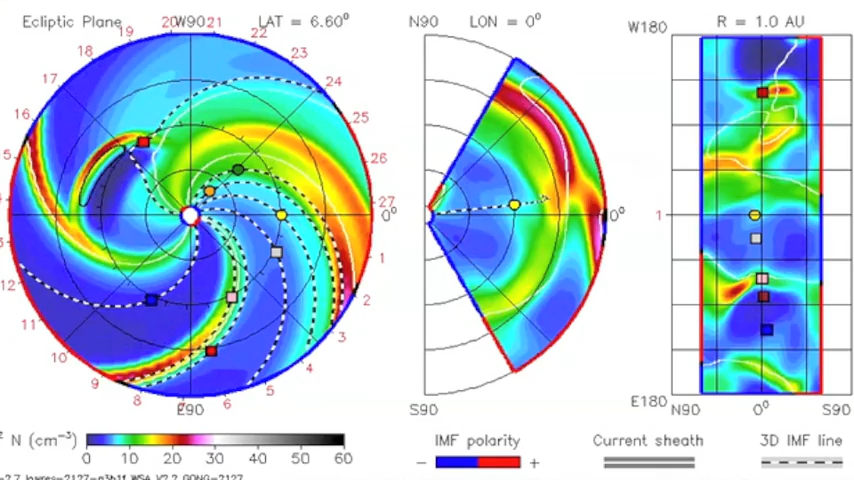 Ecliptic Plane W90 LAT = 6.60°
N90 LON = 0°
W180 R = 1.0 AU
20 21
19 22
18 23
17 24
16 25
5 26
27
0°
0°
1
1
2
12 3
11 4
10 5
9 8 7 6
E90
S90
E180 N90 0° S90
N (cm⁻³)
0 10 20 30 40 50 60
IMF polarity
- +
Current sheath
3D IMF line